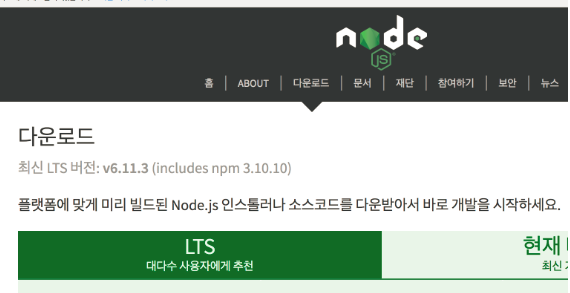 node
JS
홈 | ABOUT | 다운로드 | 문서 | 재단 | 참여하기 | 보안 | 뉴스
다운로드
최신 LTS 버전: v6.11.3 (includes npm 3.10.10)
플랫폼에 맞게 미리 빌드된 Node.js 인스톨러나 소스코드를 다운받아서 바로 개발을 시작하세요.
LTS
대다수 사용자에게 추천
현재
최신